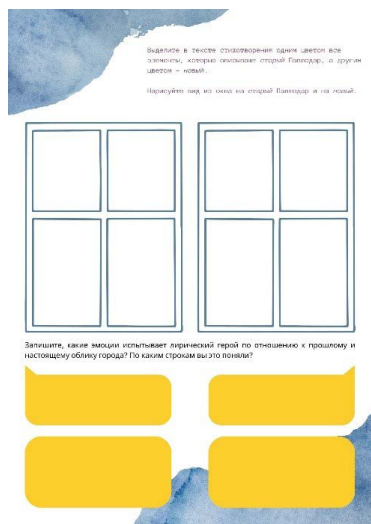 Выделите в тексте стихотворения одним цветом все
элементы, которые описывают старый Павлодар, а другим
цветом – новый.
Нарисуйте вид из окна на старый Павлодар и на новый.
Запишите, какие эмоции испытывает лирический герой по отношению к прошлому и
настоящему облику города? По каким строкам вы это поняли?